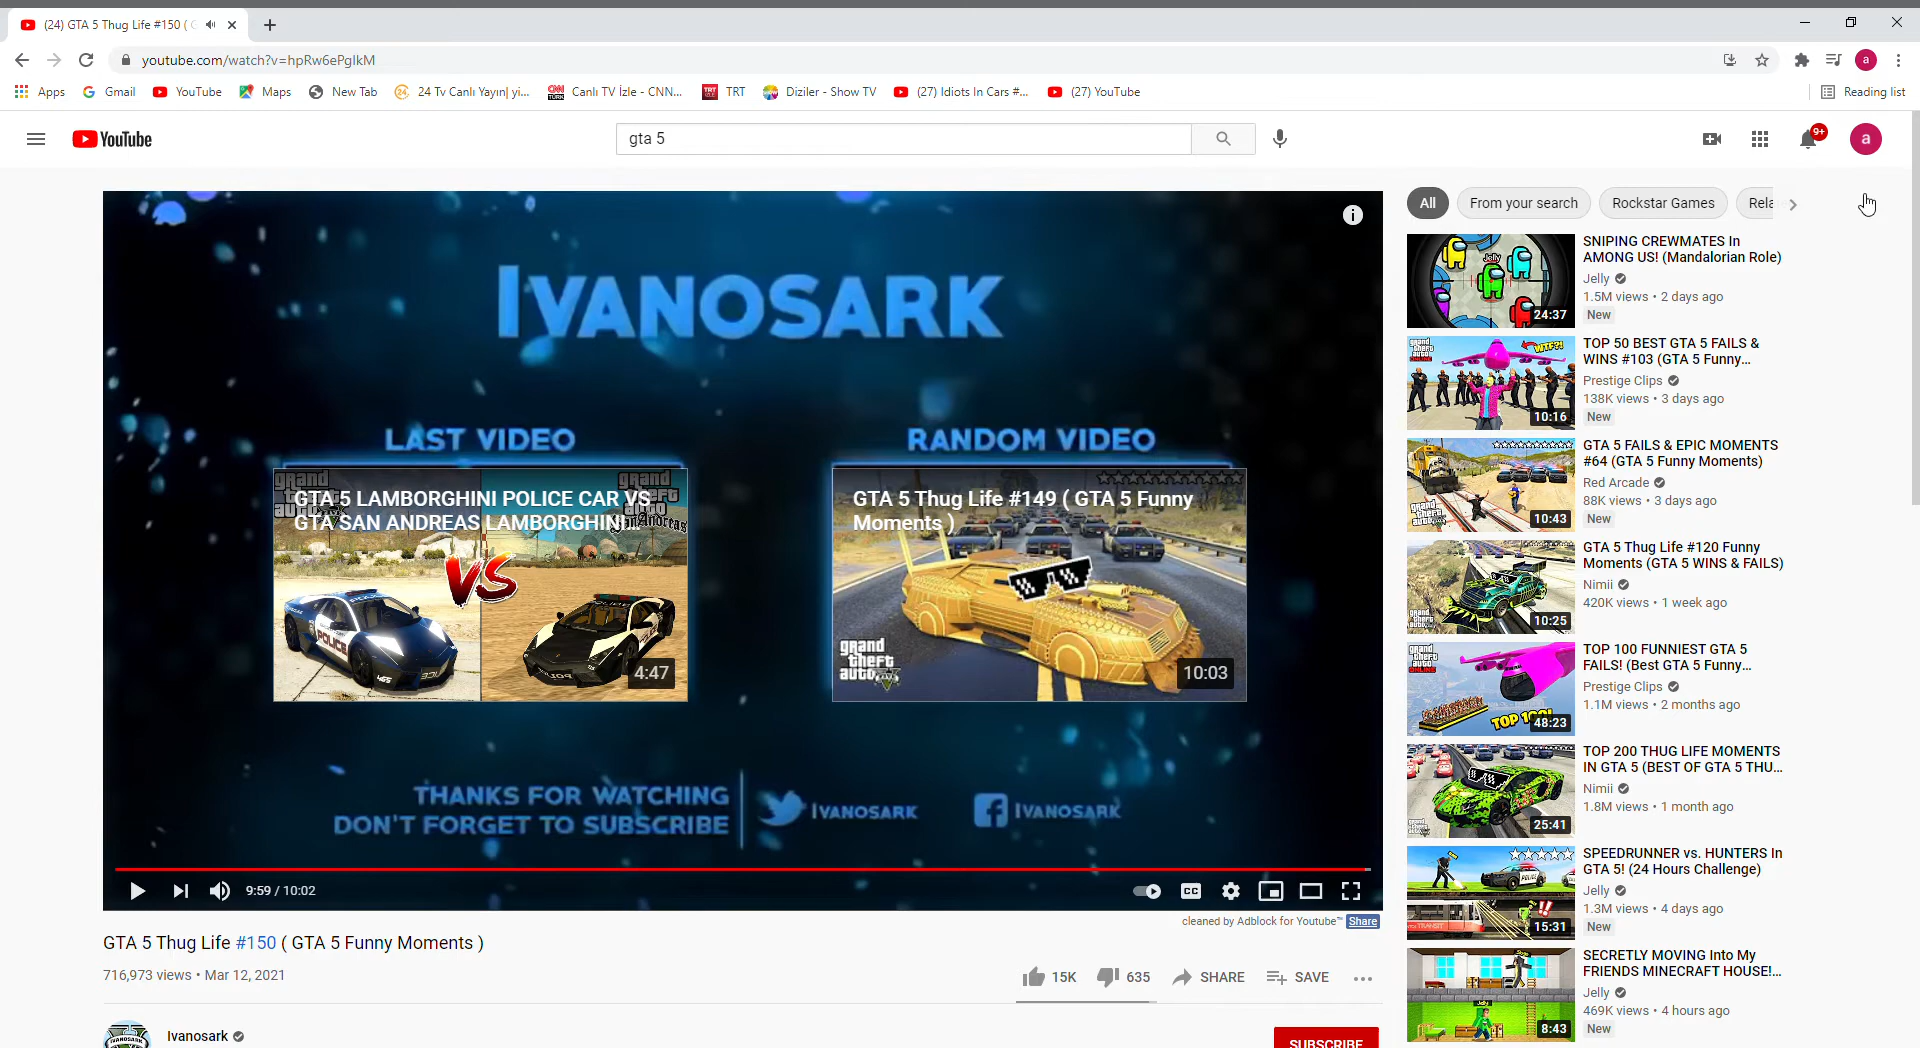 (24) GTA 5 Thug Life #150 (
youtube.com/watch?v=hpRw6ePglkM
a
Apps
Gmail
YouTube
Maps
New Tab
24 Tv Canlı Yayın| yi...
Canlı TV İzle - CNN...
TRT
Diziler - Show TV
(27) Idiots In Cars #...
(27) YouTube
Reading list
YouTube
gta 5
9+
a
IVANOSARK
LAST VIDEO
RANDOM VIDEO
GTA 5 LAMBORGHINI POLICE CAR VS
GTA SAN ANDREAS LAMBORGHINI...
VS
POLICE
4:47
GTA 5 Thug Life #149 ( GTA 5 Funny
Moments )
grand
theft
auto
10:03
THANKS FOR WATCHING
DON'T FORGET TO SUBSCRIBE
IVANOSARK
IVANOSARK
9:59 / 10:02
CC
cleaned by Adblock for Youtube™ Share
GTA 5 Thug Life #150 ( GTA 5 Funny Moments )
716,973 views • Mar 12, 2021
15K
635
SHARE
SAVE
Ivanosark
SUBSCRIBE
All
From your search
Rockstar Games
Rela
Jelly
24:37
SNIPING CREWMATES In
AMONG US! (Mandalorian Role)
Jelly
1.5M views • 2 days ago
New
WTF?!
10:16
TOP 50 BEST GTA 5 FAILS &
WINS #103 (GTA 5 Funny...
Prestige Clips
138K views • 3 days ago
New
10:43
GTA 5 FAILS & EPIC MOMENTS
#64 (GTA 5 Funny Moments)
Red Arcade
88K views • 3 days ago
New
10:25
GTA 5 Thug Life #120 Funny
Moments (GTA 5 WINS & FAILS)
Nimii
420K views • 1 week ago
TOP 100!
48:23
TOP 100 FUNNIEST GTA 5
FAILS! (Best GTA 5 Funny...
Prestige Clips
1.1M views • 2 months ago
25:41
TOP 200 THUG LIFE MOMENTS
IN GTA 5 (BEST OF GTA 5 THU...
Nimii
1.8M views • 1 month ago
15:31
SPEEDRUNNER vs. HUNTERS In
GTA 5! (24 Hours Challenge)
Jelly
1.3M views • 4 days ago
New
8:43
SECRETLY MOVING Into My
FRIENDS MINECRAFT HOUSE!...
Jelly
469K views • 4 hours ago
New